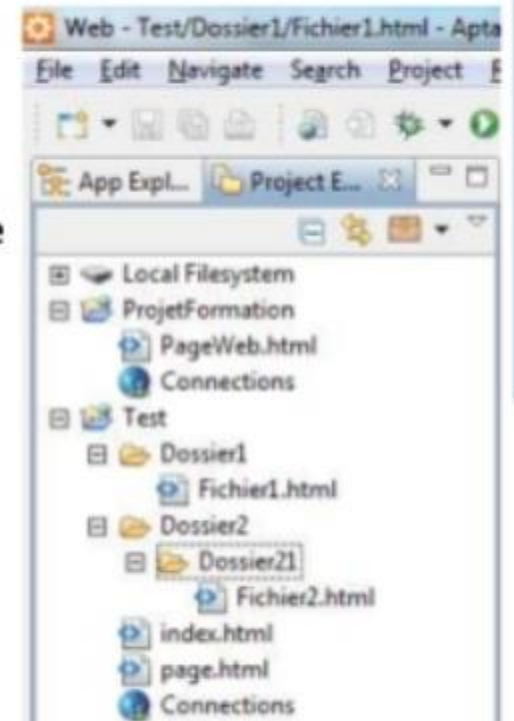 Web - Test/Dossier1/Fichier1.html - Apta
File Edit Navigate Search Project
App Expl... Project E...
e
Local Filesystem
ProjetFormation
PageWeb.html
Connections
Test
Dossier1
Fichier1.html
Dossier2
Dossier21
Fichier2.html
index.html
page.html
Connections